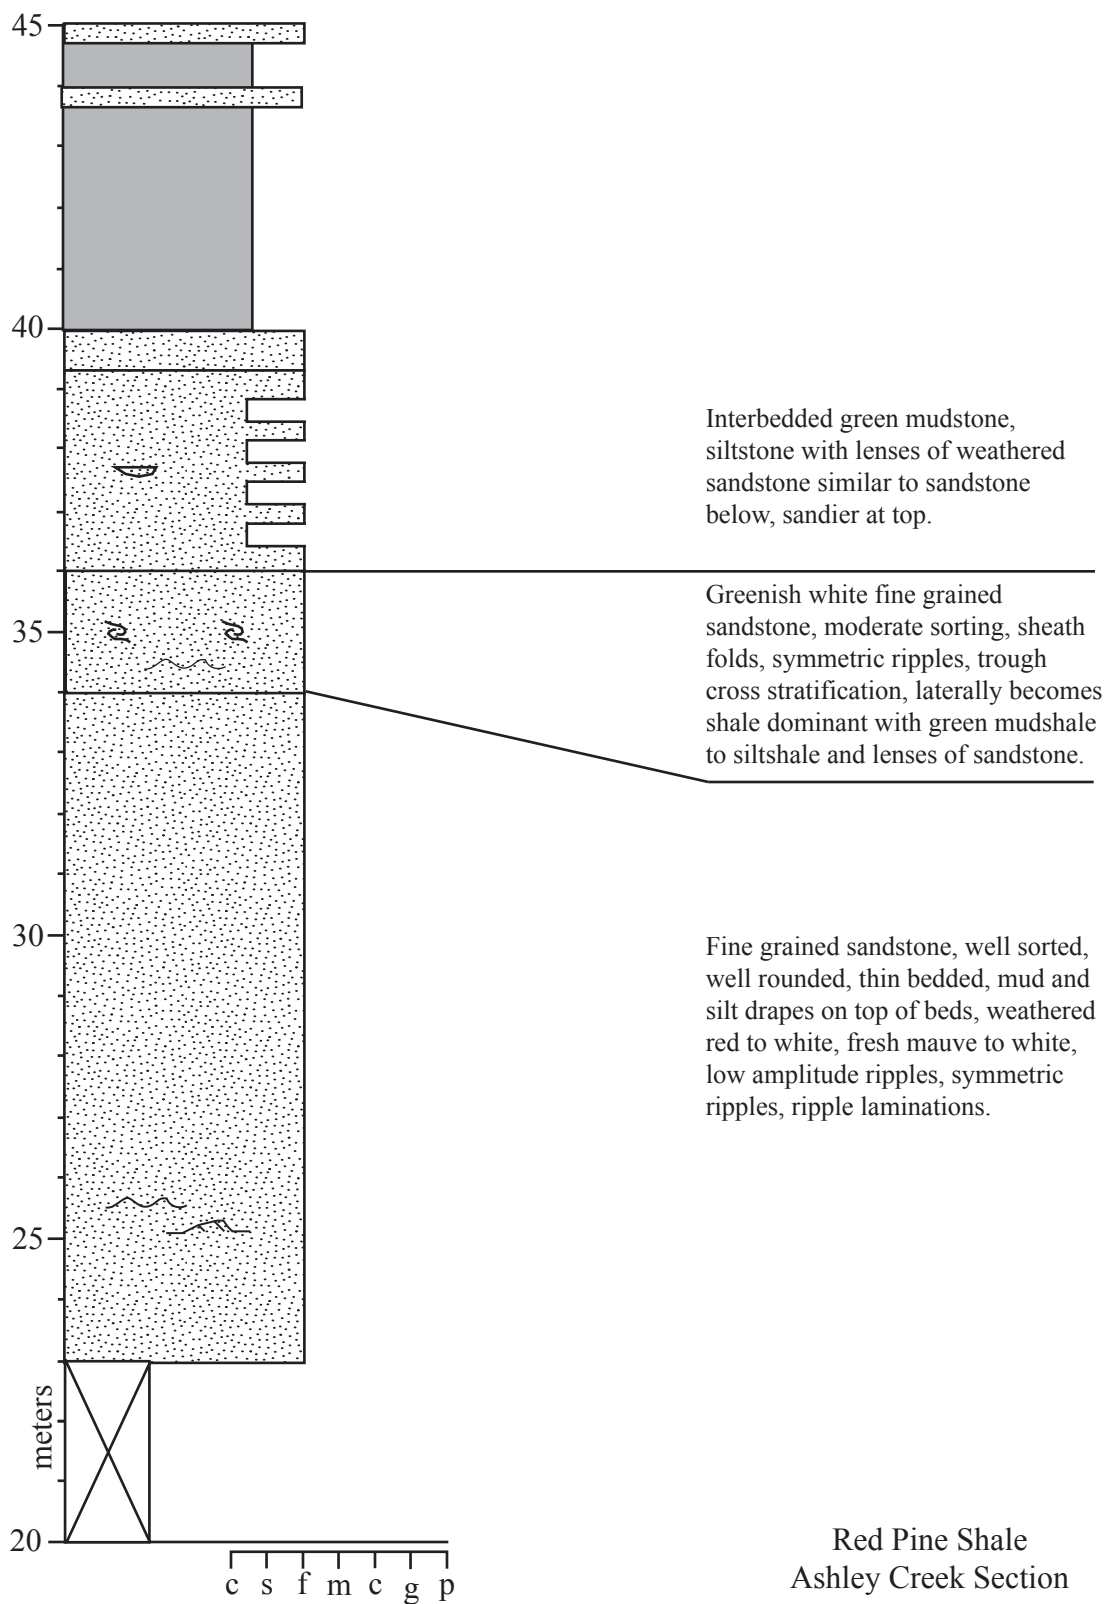 45
40
Interbedded green mudstone,
siltstone with lenses of weathered
sandstone similar to sandstone
below, sandier at top.
Greenish white fine grained
sandstone, moderate sorting, sheath
folds, symmetric ripples, trough
cross stratification, laterally becomes
shale dominant with green mudshale
to siltshale and lenses of sandstone.
35
30
Fine grained sandstone, well sorted,
well rounded, thin bedded, mud and
silt drapes on top of beds, weathered
red to white, fresh mauve to white,
low amplitude ripples, symmetric
ripples, ripple laminations.
25
meters
20
c s f m c g p
Red Pine Shale
Ashley Creek Section